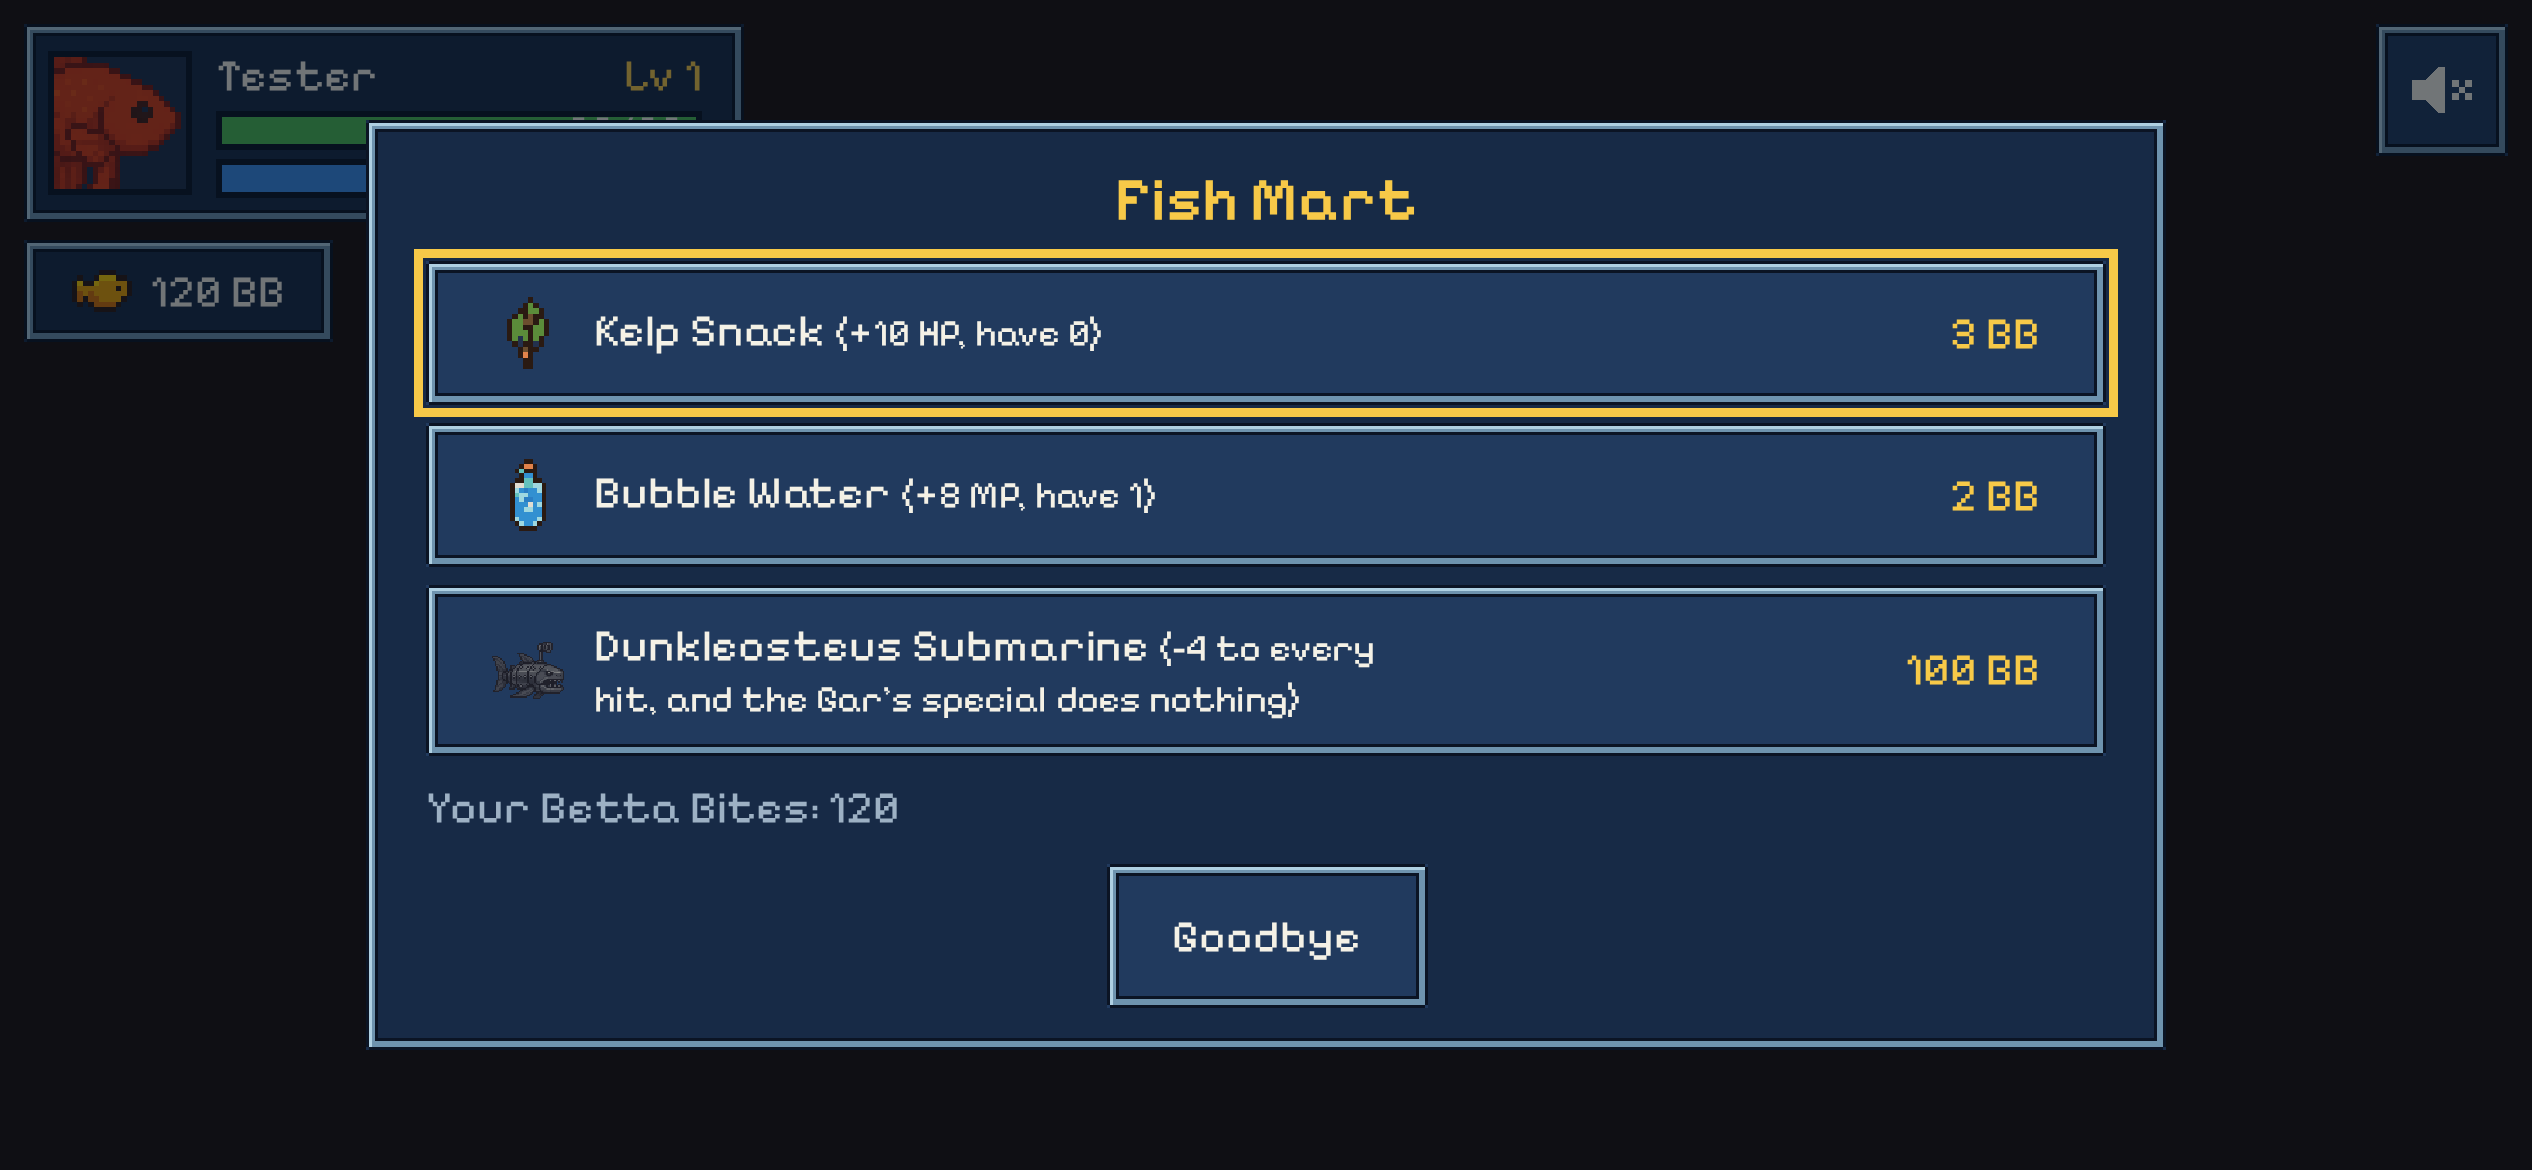 Tester
Lv 1
120 BB
Fish Mart
Kelp Snack (+10 HP, have 0)
3 BB
Bubble Water (+8 MP, have 1)
2 BB
Dunkleosteus Submarine (-4 to every
hit, and the Gar's special does nothing)
100 BB
Your Betta Bites: 120
Goodbye